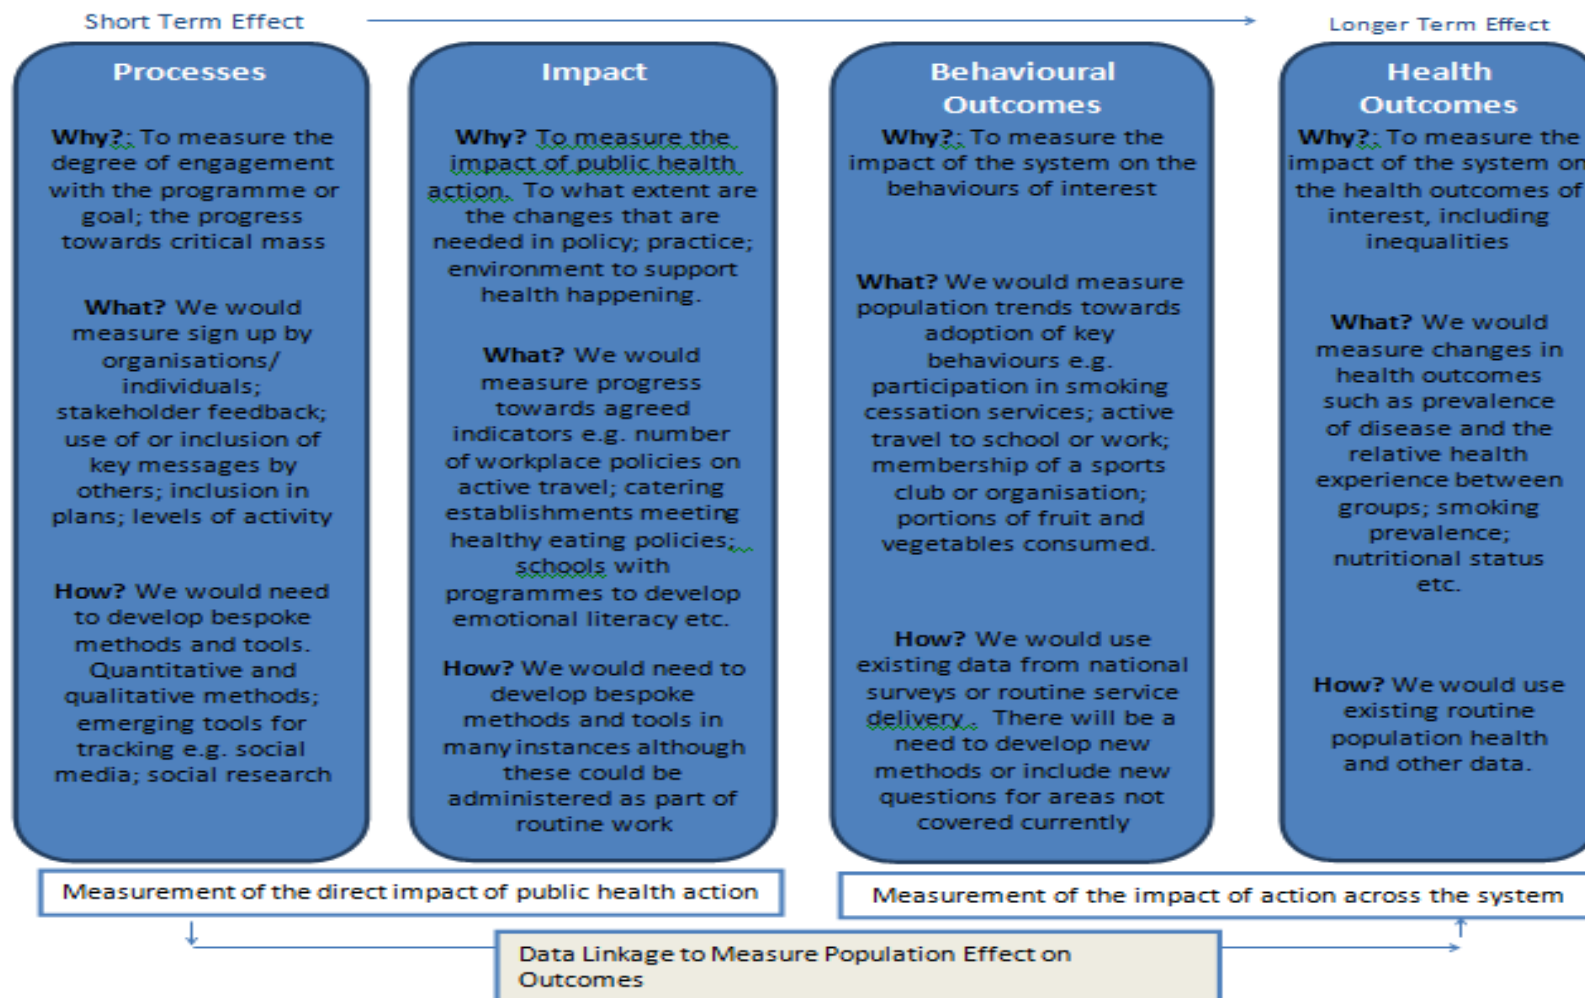 Short Term Effect
Longer Term Effect
Processes
Why?: To measure the
degree of engagement
with the programme or
goal; the progress
towards critical mass
What? We would
measure sign up by
organisations/
individuals;
stakeholder feedback;
use of or inclusion of
key messages by
others; inclusion in
plans; levels of activity
How? We would need
to develop bespoke
methods and tools.
Quantitative and
qualitative methods;
emerging tools for
tracking e.g. social
media; social research
Impact
Why? To measure the
impact of public health
action. To what extent are
the changes that are
needed in policy; practice;
environment to support
health happening.
What? We would
measure progress
towards agreed
indicators e.g. number
of workplace policies on
active travel; catering
establishments meeting
healthy eating policies;
schools with
programmes to develop
emotional literacy etc.
How? We would need to
develop bespoke
methods and tools in
many instances although
these could be
administered as part of
routine work
Behavioural
Outcomes
Why?: To measure the
impact of the system on the
behaviours of interest
What? We would measure
population trends towards
adoption of key
behaviours e.g.
participation in smoking
cessation services; active
travel to school or work;
membership of a sports
club or organisation;
portions of fruit and
vegetables consumed.
How? We would use
existing data from national
surveys or routine service
delivery . There will be a
need to develop new
methods or include new
questions for areas not
covered currently
Health
Outcomes
Why?: To measure the
impact of the system on
the health outcomes of
interest, including
inequalities
What? We would
measure changes in
health outcomes
such as prevalence
of disease and the
relative health
experience between
groups; smoking
prevalence;
nutritional status
etc.
How? We would use
existing routine
population health
and other data.
Measurement of the direct impact of public health action
Measurement of the impact of action across the system
Data Linkage to Measure Population Effect on
Outcomes